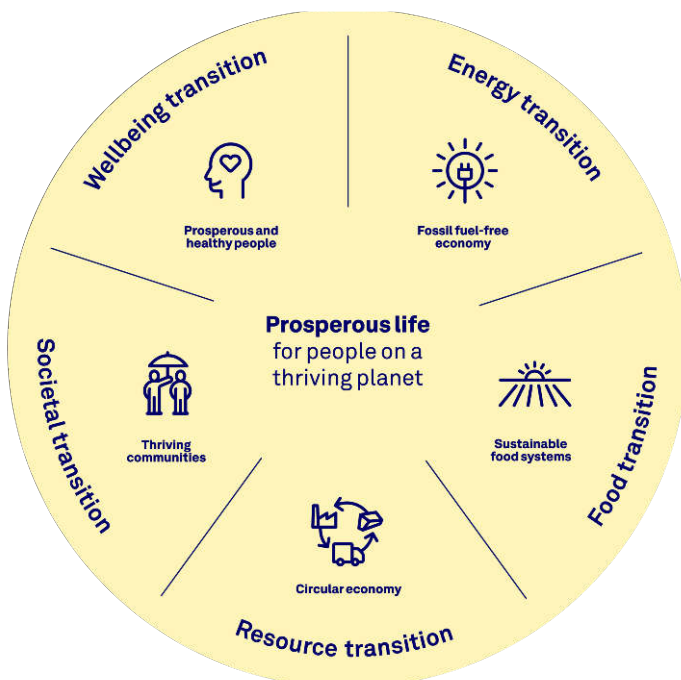 Wellbeing transition
Prosperous and
healthy people
Energy transition
Fossil fuel-free
economy
Prosperous life
for people on a
thriving planet
Societal transition
Thriving
communities
Sustainable
food systems
Food transition
Circular economy
Resource transition